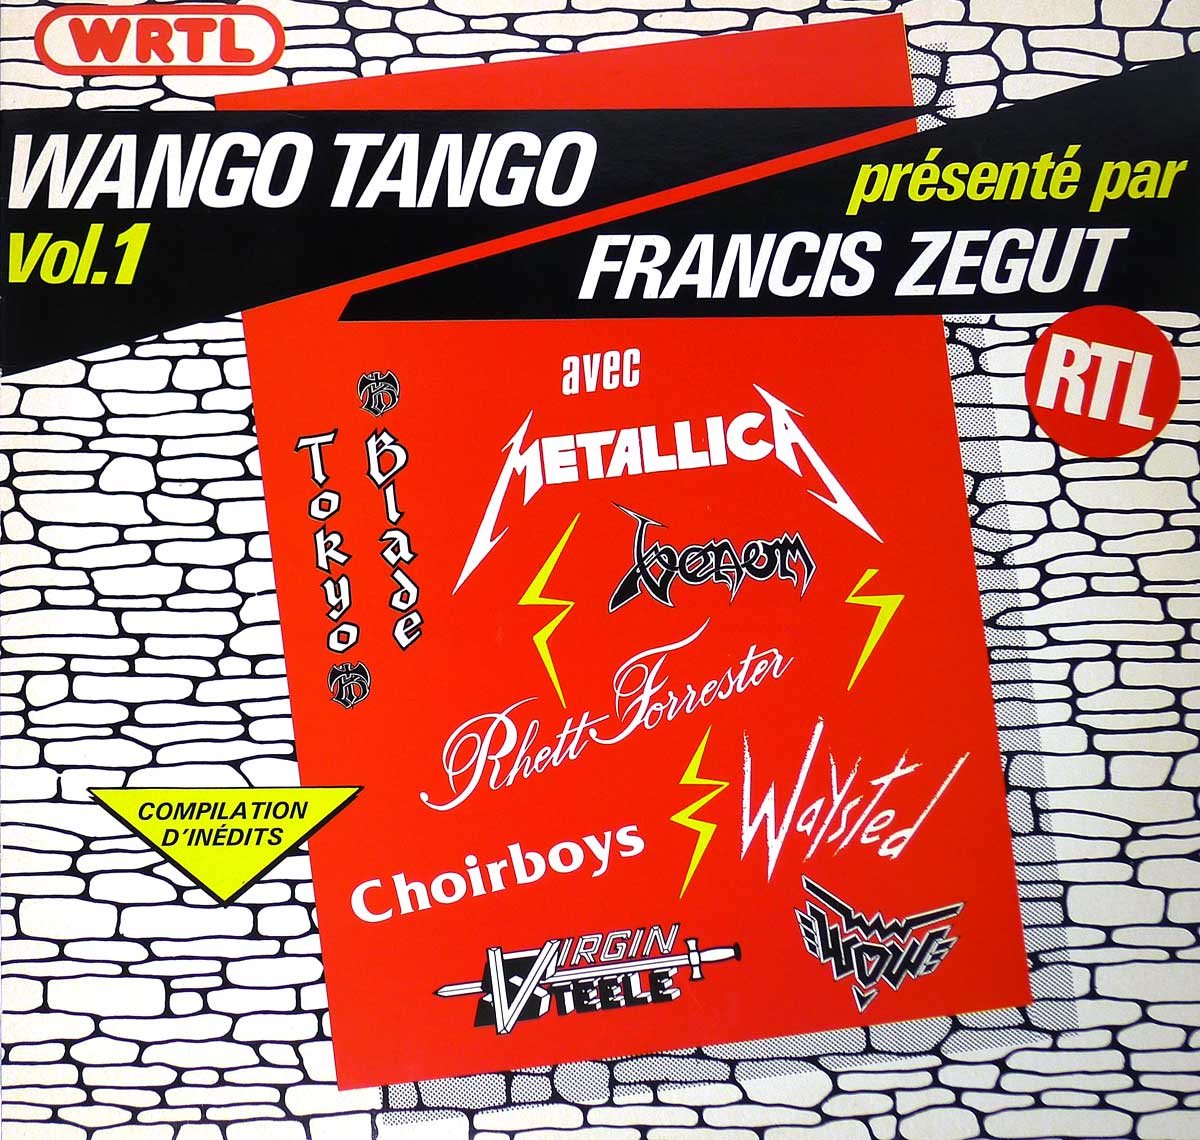 WRTL
WANGO TANGO
Vol.1
présenté par
FRANCIS ZEGUT
RTL
avec
METALLICA
Tokyo
Blade
Venom
Rhett Forrester
Waysted
COMPILATION
D'INÉDITS
Choirboys
VIRGIN
STEELE
WOW